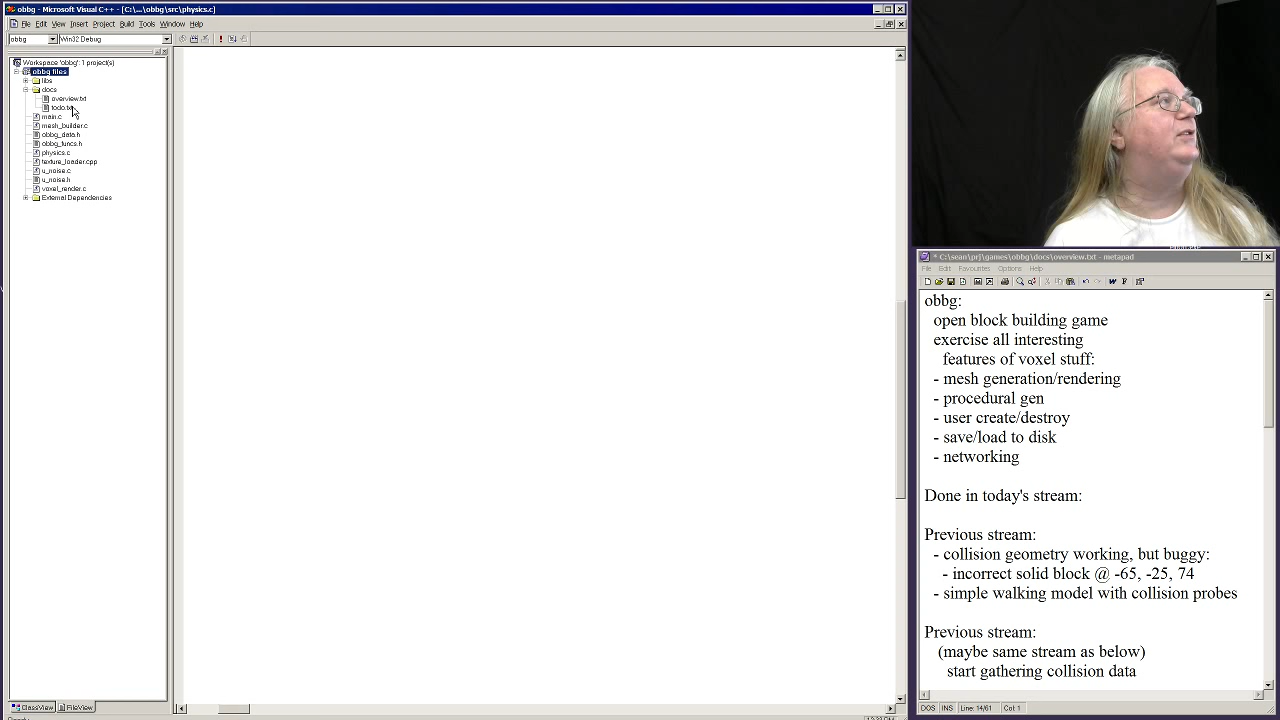 obbg - Microsoft Visual C++ - [C:\...\obbg\src\physics.c]
File Edit View Insert Project Build Tools Window Help
obbg Win32 Debug
Workspace 'obbg': 1 project(s)
obbg files
libs
docs
overview.txt
todo.txt
main.c
mesh_builder.c
obbg_data.h
obbg_funcs.h
physics.c
texture_loader.cpp
u_noise.c
u_noise.h
voxel_render.c
External Dependencies
ClassView FileView
* C:\sean\prj\games\obbg\docs\overview.txt - metapad
File Edit Favourites Options Help
obbg:
open block building game
exercise all interesting
features of voxel stuff:
- mesh generation/rendering
- procedural gen
- user create/destroy
- save/load to disk
- networking
Done in today's stream:
Previous stream:
- collision geometry working, but buggy:
- incorrect solid block @ -65, -25, 74
- simple walking model with collision probes
Previous stream:
(maybe same stream as below)
start gathering collision data
DOS INS Line: 14/61 Col: 1